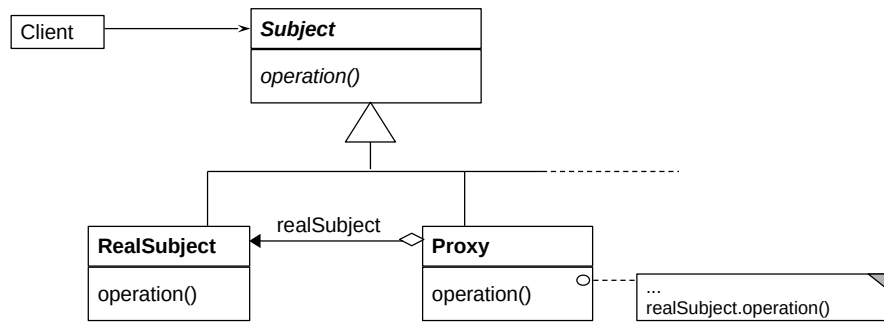 Client
Subject
operation()
realSubject
RealSubject
Proxy
operation()
operation()
...
realSubject.operation()